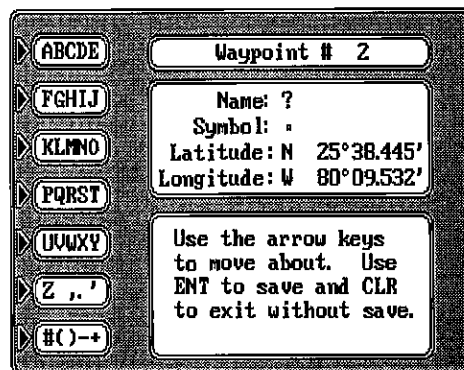 ABCDE
FGHIJ
KLMNO
PQRST
UVWXY
Z ,.'
#()-+
Waypoint # 2
Name: ?
Symbol: ▫
Latitude: N 25°38.445'
Longitude: W 80°09.532'
Use the arrow keys
to move about. Use
ENT to save and CLR
to exit without save.